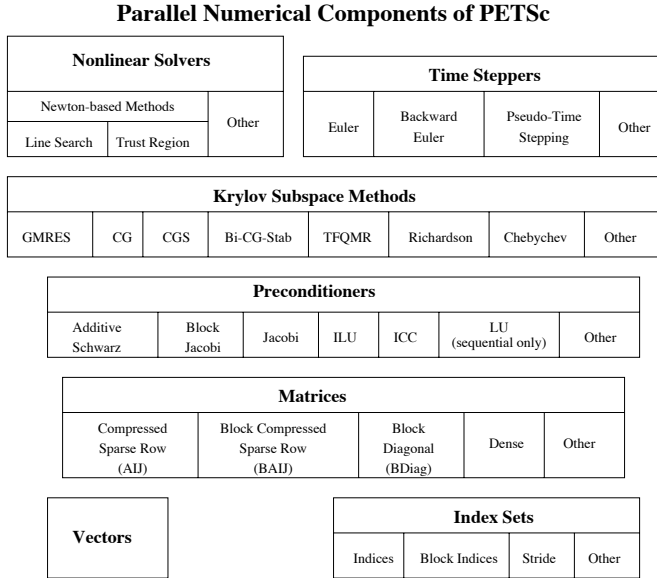 Parallel Numerical Components of PETSc
Nonlinear Solvers
Newton-based Methods
Line Search
Trust Region
Other
Time Steppers
Euler
Backward
Euler
Pseudo-Time
Stepping
Other
Krylov Subspace Methods
GMRES
CG
CGS
Bi-CG-Stab
TFQMR
Richardson
Chebychev
Other
Preconditioners
Additive
Schwarz
Block
Jacobi
Jacobi
ILU
ICC
LU
(sequential only)
Other
Matrices
Compressed
Sparse Row
(AIJ)
Block Compressed
Sparse Row
(BAIJ)
Block
Diagonal
(BDiag)
Dense
Other
Vectors
Index Sets
Indices
Block Indices
Stride
Other